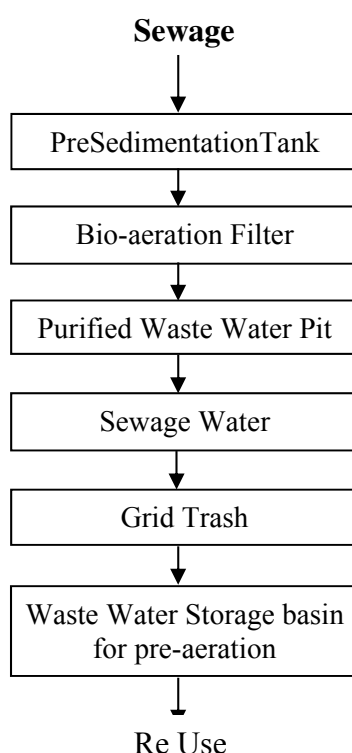 Sewage
PreSedimentationTank
Bio-aeration Filter
Purified Waste Water Pit
Sewage Water
Grid Trash
Waste Water Storage basin
for pre-aeration
Re Use